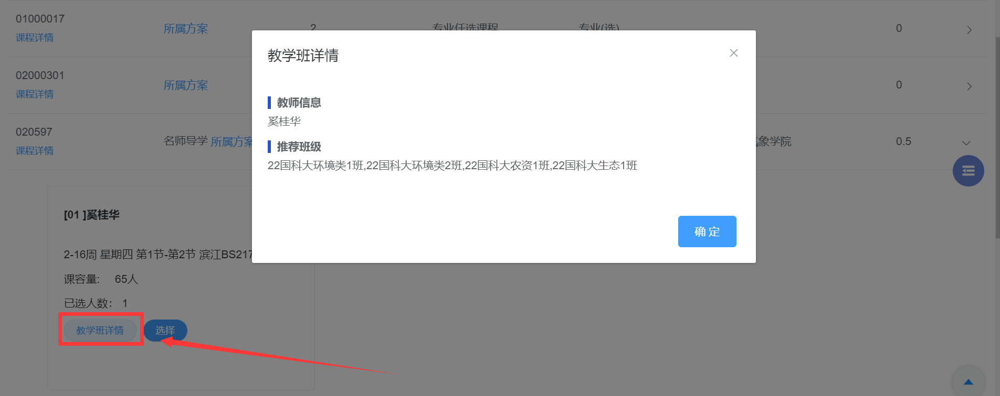 01000017
课程详情
所属方案
2
专业任选课程
专业(选)
0
02000301
课程详情
所属方案
0
020597
课程详情
名师导学 所属方案
象学院
0.5
教学班详情
教师信息
奚桂华
推荐班级
22国科大环境类1班,22国科大环境类2班,22国科大农资1班,22国科大生态1班
确 定
[01 ]奚桂华
2-16周 星期四 第1节-第2节 滨江BS217
课容量: 65人
已选人数： 1
教学班详情
选择